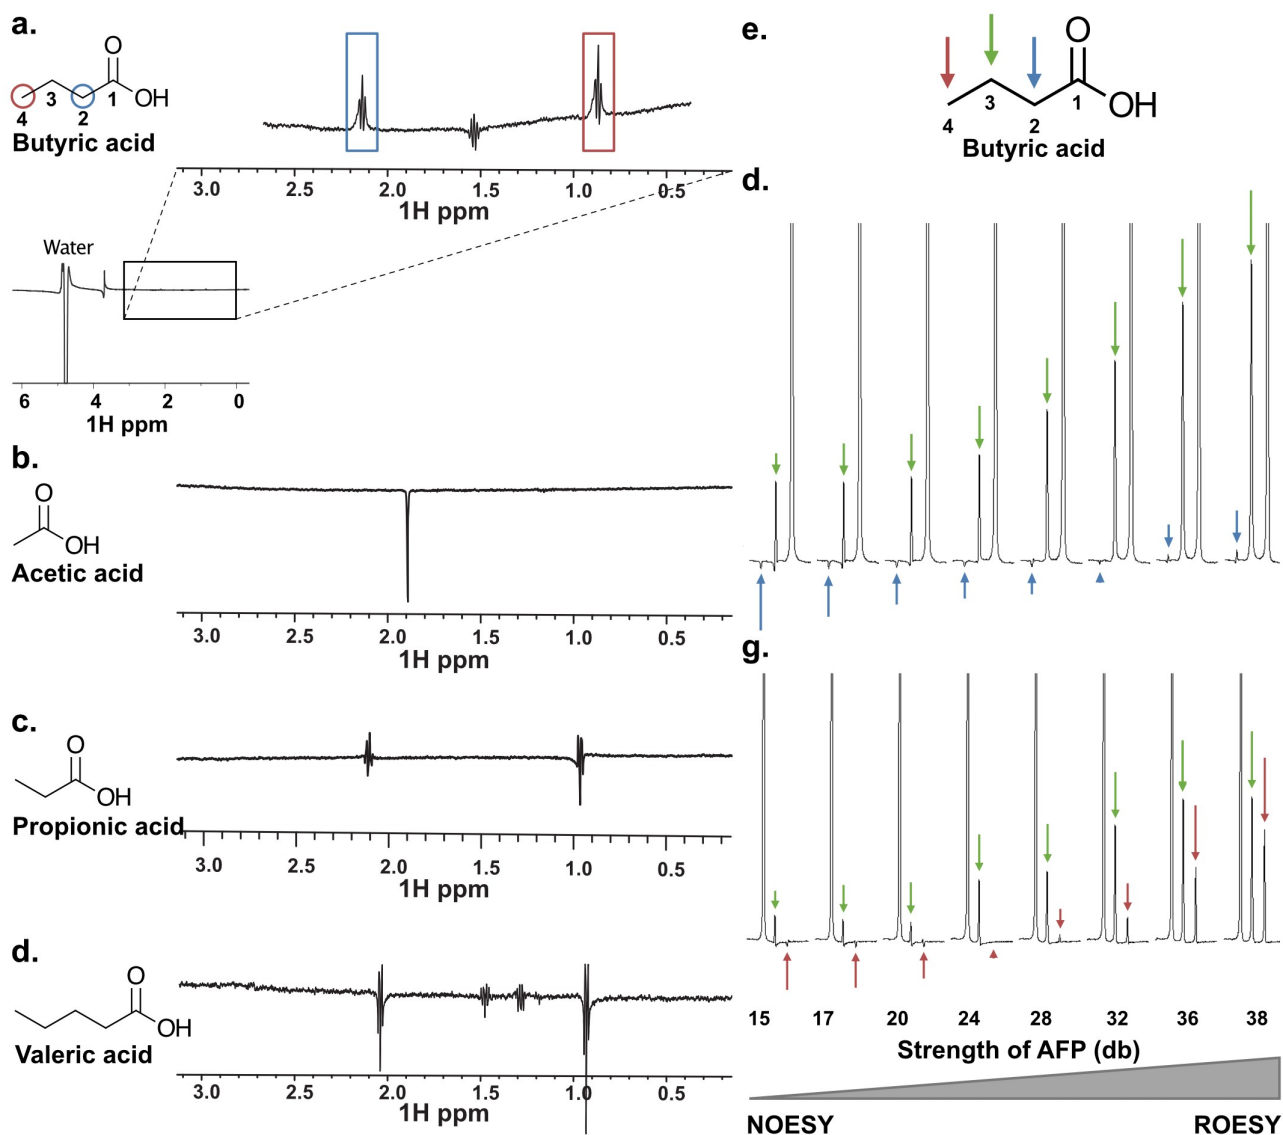 a.
O
OH
4
3
2
1
Butyric acid
3.0 2.5 2.0 1.5 1.0 0.5
1H ppm
Water
6 4 2 0
1H ppm
b.
O
OH
Acetic acid
3.0 2.5 2.0 1.5 1.0 0.5
1H ppm
c.
O
OH
Propionic acid
3.0 2.5 2.0 1.5 1.0 0.5
1H ppm
d.
O
OH
Valeric acid
3.0 2.5 2.0 1.5 1.0 0.5
1H ppm
e.
O
OH
4
3
2
1
Butyric acid
d.
g.
15 17 20 24 28 32 36 38
Strength of AFP (db)
NOESY ROESY